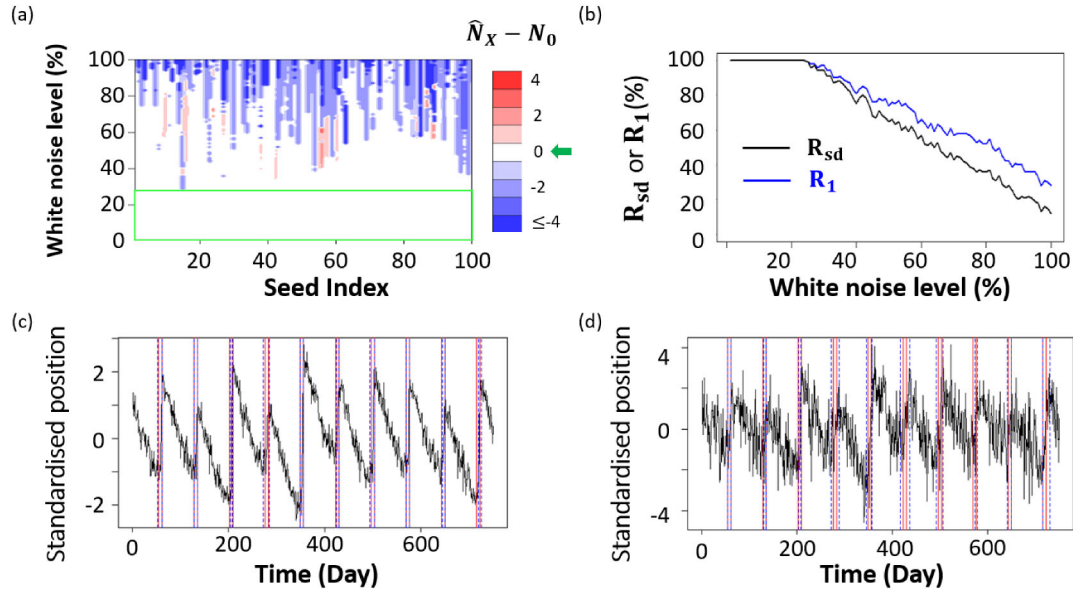 (a)
N̂_X − N_0
White noise level (%)
100
80
60
40
20
0
20
40
60
80
100
Seed Index
4
2
0
-2
≤-4
(b)
R_sd or R_1(%)
100
80
60
40
20
0
R_sd
R_1
20
40
60
80
100
White noise level (%)
(c)
Standardised position
2
0
-2
0
200
400
600
Time (Day)
(d)
Standardised position
4
0
-4
0
200
400
600
Time (Day)